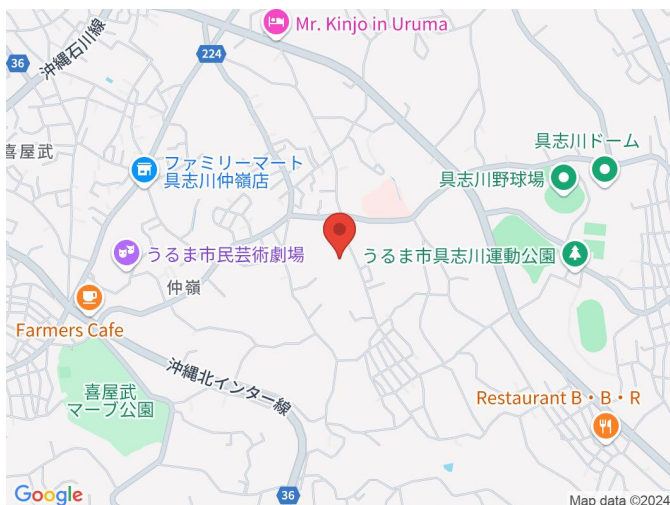 Mr. Kinjo in Uruma
沖縄石川線
224
36
喜屋武
具志川ドーム
ファミリーマート
具志川仲嶺店
具志川野球場
うるま市民芸術劇場
うるま市具志川運動公園
仲嶺
Farmers Cafe
喜屋武
マーブ公園
沖縄北インター線
Restaurant B・B・R
36
Google
Map data ©2024